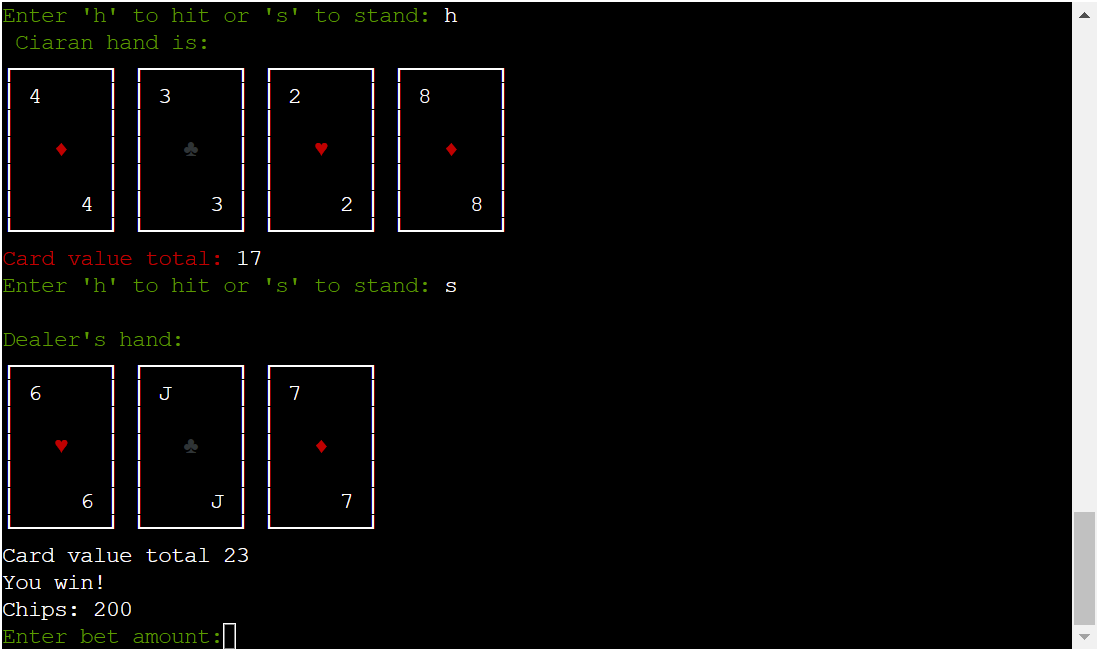 Enter 'h' to hit or 's' to stand: h
Ciaran hand is:
4 3 2 8
♦ ♣ ♥ ♦
4 3 2 8
Card value total: 17
Enter 'h' to hit or 's' to stand: s
Dealer's hand:
6 J 7
♥ ♣ ♦
6 J 7
Card value total 23
You win!
Chips: 200
Enter bet amount: